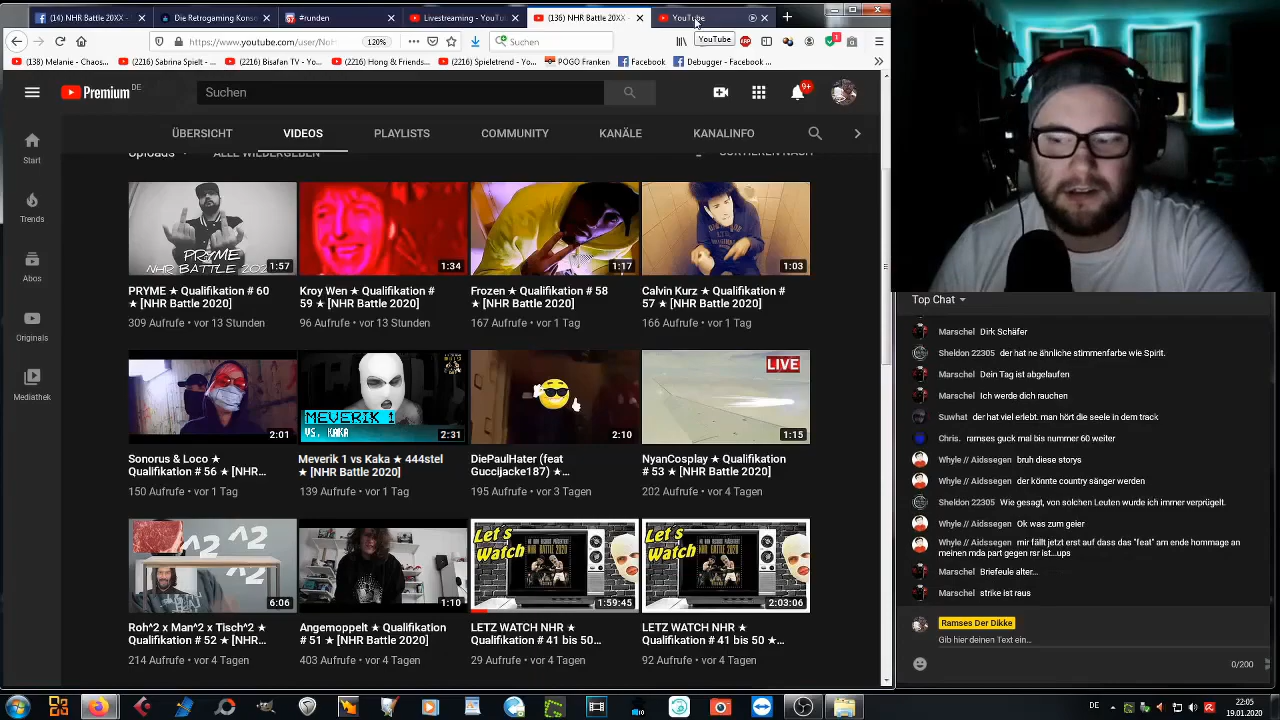 (14) NHR Battle 20XX -
Die Retrogaming Konso
#runden
Livestreaming - YouTu
(136) NHR Battle 20XX -
YouTube
https://www.youtube.com/user/
120%
Suchen
YouTube
ABP
1
(138) Melanie - Chaos...
(2216) Sabrina Spelt - ...
(2216) Bisafan TV - Yo...
(2216) Hong & Friends...
(2216) Spieletrend - Yo...
POGO Franken
Facebook
Debugger - Facebook ...
Premium DE
Suchen
9+
ÜBERSICHT
VIDEOS
PLAYLISTS
COMMUNITY
KANÄLE
KANALINFO
Start
Trends
Abos
Originals
Mediathek
Uploads
ALLE WIEDERGEBEN
SORTIEREN NACH
PRYME
NHR BATTLE 202
1:57
1:34
1:17
1:03
PRYME ★ Qualifikation # 60
★ [NHR Battle 2020]
309 Aufrufe • vor 13 Stunden
Kroy Wen ★ Qualifikation #
59 ★ [NHR Battle 2020]
96 Aufrufe • vor 13 Stunden
Frozen ★ Qualifikation # 58
★ [NHR Battle 2020]
167 Aufrufe • vor 1 Tag
Calvin Kurz ★ Qualifikation #
57 ★ [NHR Battle 2020]
166 Aufrufe • vor 1 Tag
MEVERIK 1
VS. KAKA
LIVE
2:01
2:31
2:10
1:15
Sonorus & Loco ★
Qualifikation # 56 ★ [NHR...
150 Aufrufe • vor 1 Tag
Meverik 1 vs Kaka ★ 444stel
★ [NHR Battle 2020]
139 Aufrufe • vor 1 Tag
DiePaulHater (feat
Guccijacke187) ★...
195 Aufrufe • vor 3 Tagen
NyanCosplay ★ Qualifikation
# 53 ★ [NHR Battle 2020]
202 Aufrufe • vor 4 Tagen
^2
^2
Let's
Watch
NHR BATTLE 2020
Let's
Watch
NHR BATTLE 2020
6:06
1:10
1:59:45
2:03:06
Roh^2 x Man^2 x Tisch^2 ★
Qualifikation # 52 ★ [NHR...
214 Aufrufe • vor 4 Tagen
Angemoppelt ★ Qualifikation
# 51 ★ [NHR Battle 2020]
403 Aufrufe • vor 4 Tagen
LETZ WATCH NHR ★
Qualifikation # 41 bis 50...
29 Aufrufe • vor 4 Tagen
LETZ WATCH NHR ★
Qualifikation # 41 bis 50 ★...
92 Aufrufe • vor 4 Tagen
Top Chat
Marschel Dirk Schäfer
Sheldon 22305 der hat ne ähnliche stimmenfarbe wie Spirit.
Marschel Dein Tag ist abgelaufen
Marschel Ich werde dich rauchen
Suwhat der hat viel erlebt. man hört die seele in dem track
Chris. ramses guck mal bis nummer 60 weiter
Whyle // Aidssegen bruh diese storys
Whyle // Aidssegen der könnte country sänger werden
Sheldon 22305 Wie gesagt, von solchen Leuten wurde ich immer verprügelt.
Whyle // Aidssegen Ok was zum geier
Whyle // Aidssegen mir fällt jetzt erst auf dass das "feat" am ende hommage an
meinen mda part gegen rsr ist...ups
Marschel Briefeule alter...
Marschel strike ist raus
Ramses Der Dikke
Gib hier deinen Text ein...
0/200
DE
22:05
19.01.2020